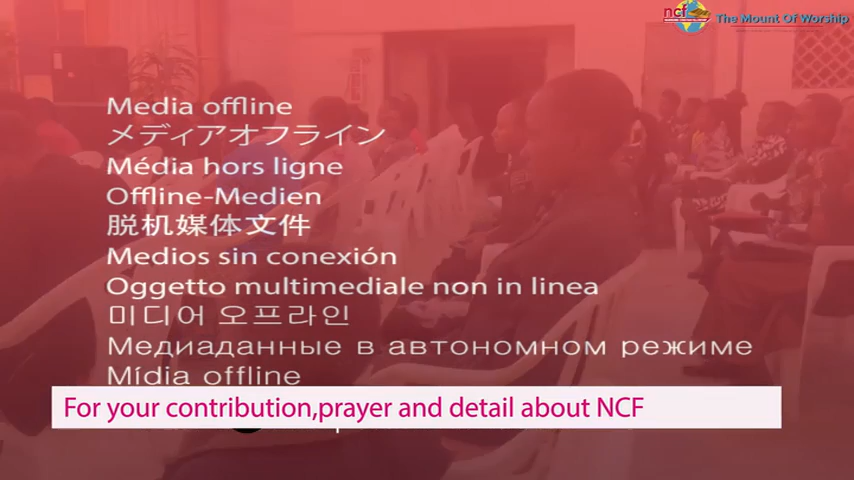 ncf
The Mount Of Worship
Media offline
メディアオフライン
Média hors ligne
Offline-Medien
脱机媒体文件
Medios sin conexión
Oggetto multimediale non in linea
미디어 오프라인
Медиаданные в автономном режиме
Mídia offline
For your contribution,prayer and detail about NCF